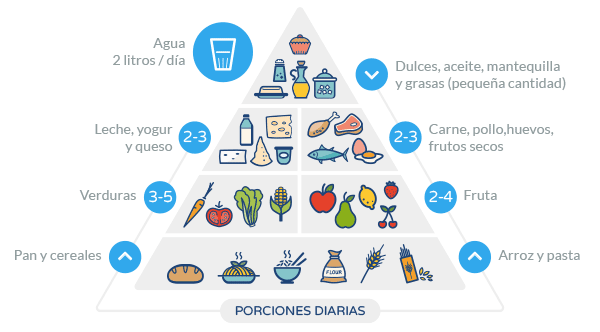 Agua
2 litros / día
Dulces, aceite, mantequilla
y grasas (pequeña cantidad)
Leche, yogur
y queso
2-3
2-3
Carne, pollo,huevos,
frutos secos
Verduras
3-5
2-4
Fruta
Pan y cereales
FLOUR
Arroz y pasta
PORCIONES DIARIAS